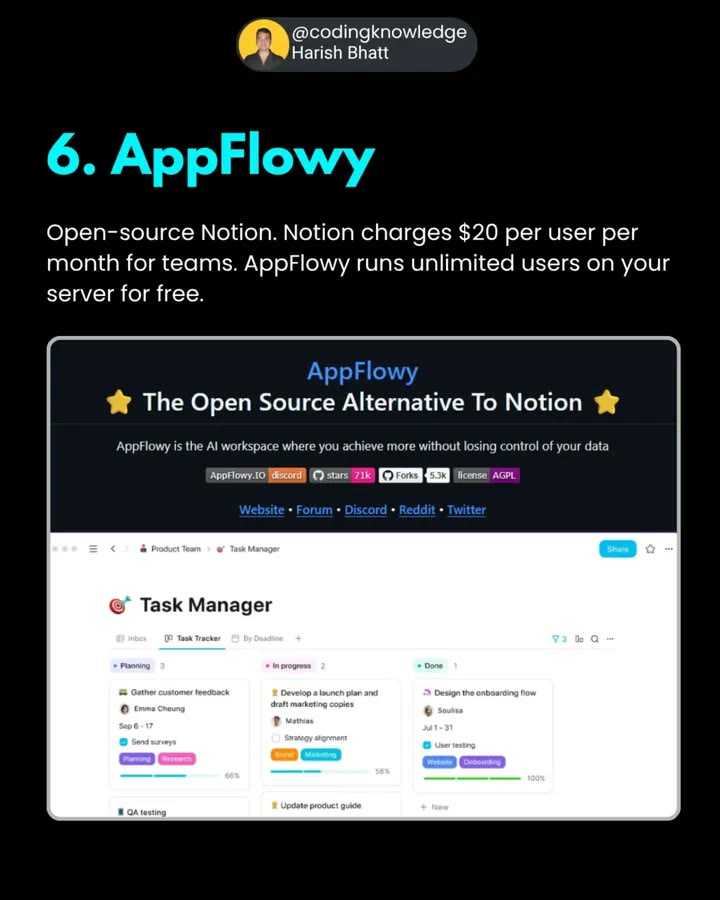 @codingknowledge
Harish Bhatt
6. AppFlowy
Open-source Notion. Notion charges $20 per user per
month for teams. AppFlowy runs unlimited users on your
server for free.
AppFlowy
⭐ The Open Source Alternative To Notion ⭐
AppFlowy is the AI workspace where you achieve more without losing control of your data
AppFlowy.IO discord stars 71k Forks 5.3k license AGPL
Website • Forum • Discord • Reddit • Twitter
Product Team > Task Manager
Share
Task Manager
Inbox Task Tracker By Deadline +
2
Planning 3
Gather customer feedback
Emma Cheung
Sep 6 - 17
Send surveys
Planning Research
66%
QA testing
In progress 2
Develop a launch plan and
draft marketing copies
Mathias
Strategy alignment
Brand Marketing
58%
Update product guide
Done 1
Design the onboarding flow
Soulisa
Jul 1 - 31
User testing
Website Onboarding
100%
+ New